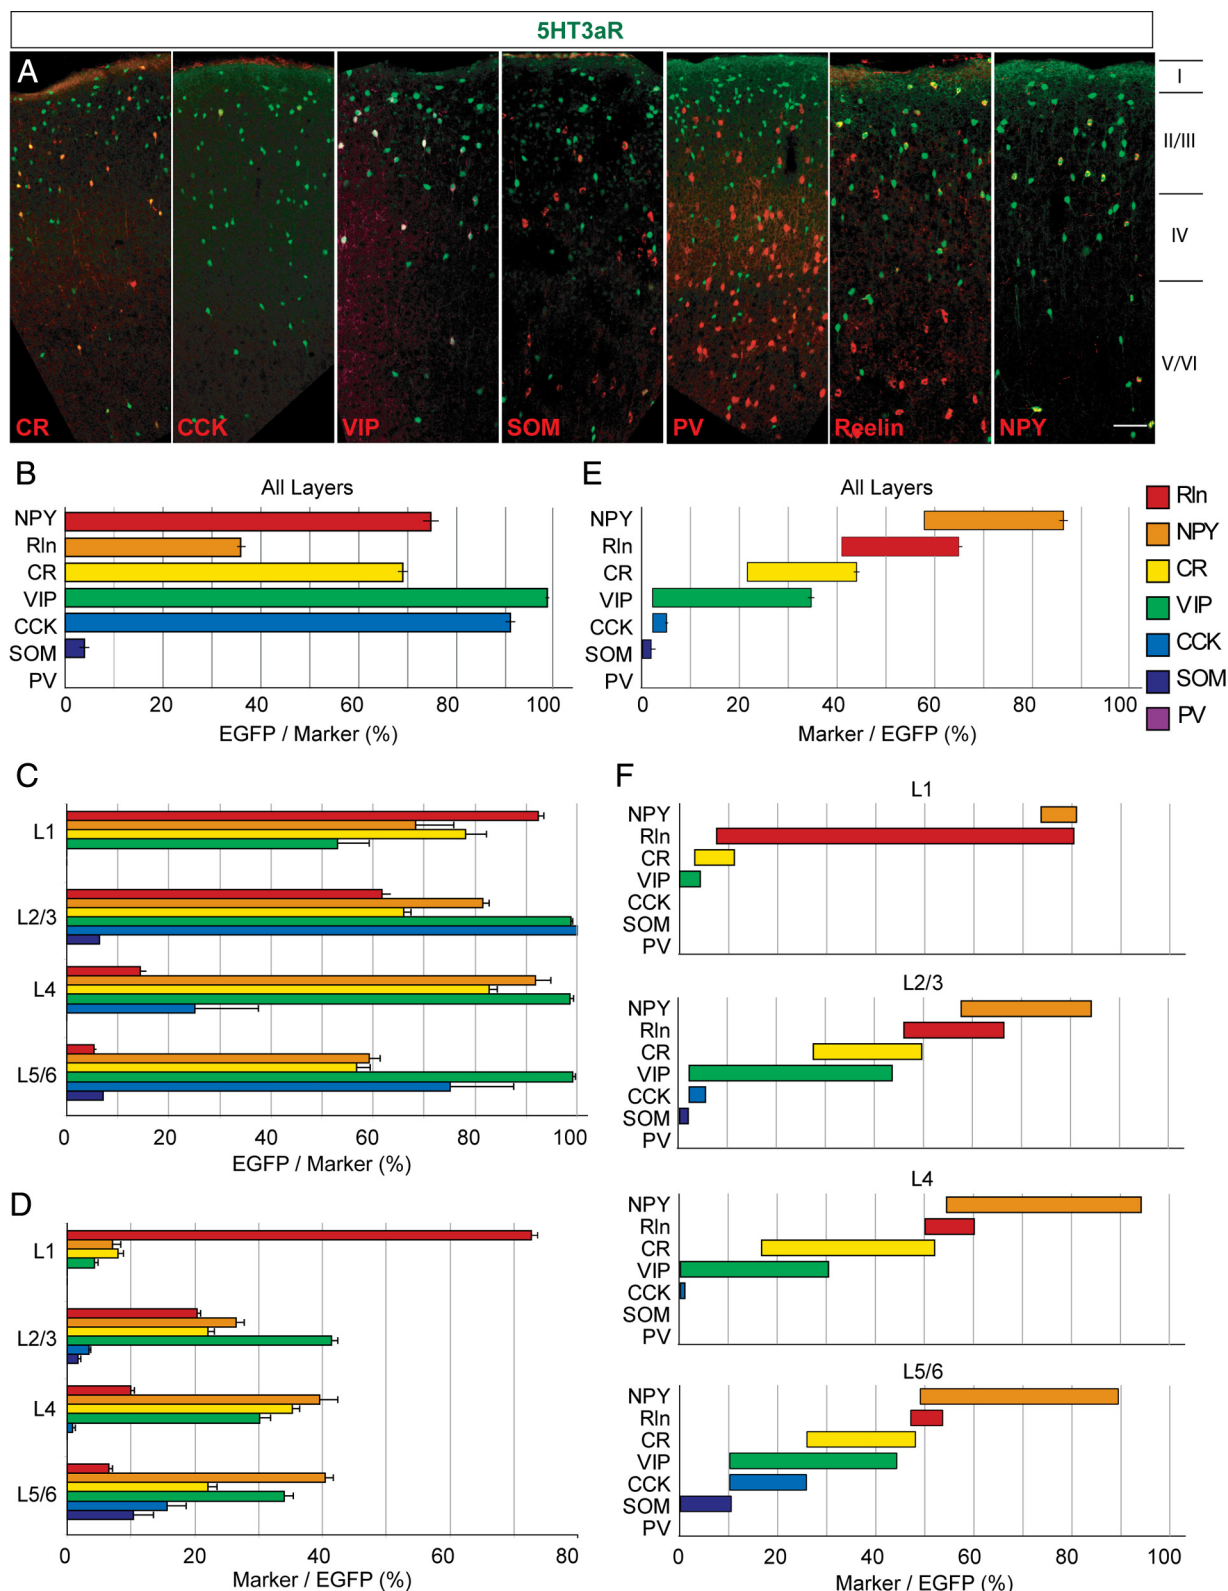 5HT3aR
A
CR
CCK
VIP
SOM
PV
Reelin
NPY
I
II/III
IV
V/VI
B
All Layers
NPY
Rln
CR
VIP
CCK
SOM
PV
0 20 40 60 80 100
EGFP / Marker (%)
E
All Layers
NPY
Rln
CR
VIP
CCK
SOM
PV
0 20 40 60 80 100
Marker / EGFP (%)
Rln
NPY
CR
VIP
CCK
SOM
PV
C
L1
L2/3
L4
L5/6
0 20 40 60 80 100
EGFP / Marker (%)
D
L1
L2/3
L4
L5/6
0 20 40 60 80
Marker / EGFP (%)
F
L1
NPY
Rln
CR
VIP
CCK
SOM
PV
L2/3
NPY
Rln
CR
VIP
CCK
SOM
PV
L4
NPY
Rln
CR
VIP
CCK
SOM
PV
L5/6
NPY
Rln
CR
VIP
CCK
SOM
PV
0 20 40 60 80 100
Marker / EGFP (%)